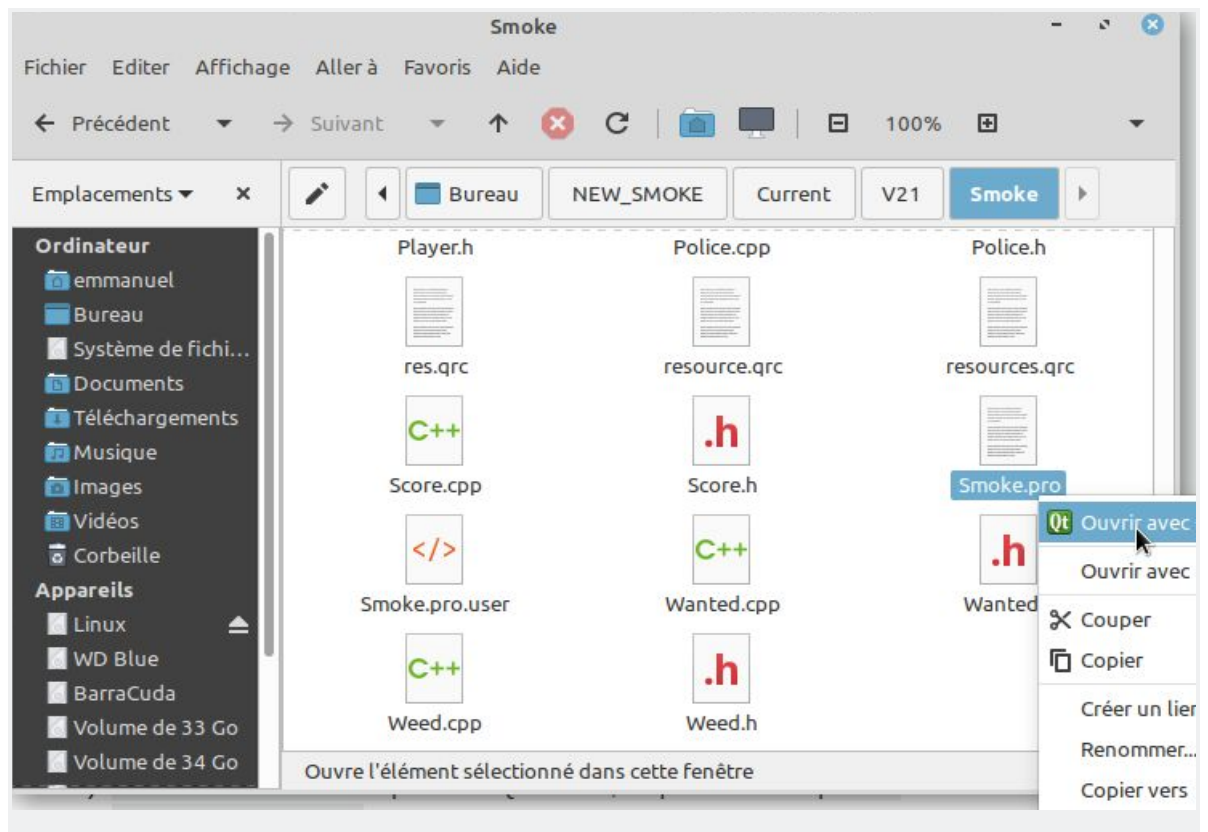 Smoke
Fichier Editer Affichage Aller à Favoris Aide
Précédent Suivant 100%
Emplacements Bureau NEW_SMOKE Current V21 Smoke
Ordinateur
emmanuel
Bureau
Système de fichi...
Documents
Téléchargements
Musique
Images
Vidéos
Corbeille
Appareils
Linux
WD Blue
BarraCuda
Volume de 33 Go
Volume de 34 Go
Player.h Police.cpp Police.h
res.qrc resource.qrc resources.qrc
C++ .h
Score.cpp Score.h Smoke.pro
</> C++ .h
Smoke.pro.user Wanted.cpp Wanted
C++ .h
Weed.cpp Weed.h
Qt Ouvrir avec
Ouvrir avec
Couper
Copier
Créer un lien
Renommer...
Copier vers
Ouvre l'élément sélectionné dans cette fenêtre